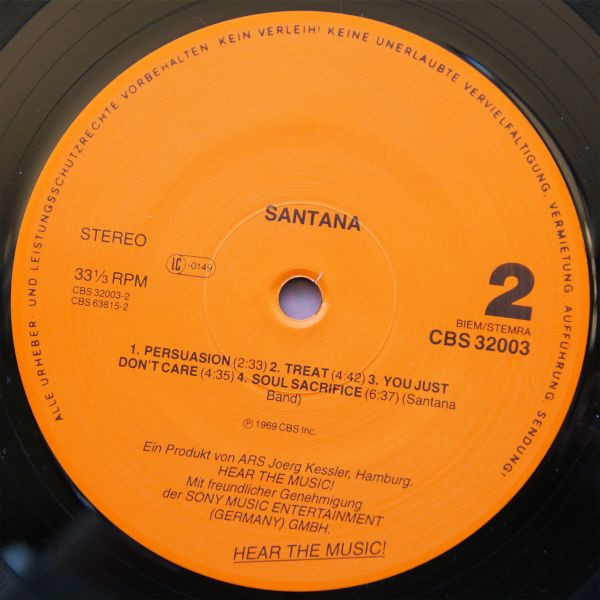 ALLE URHEBER- UND LEISTUNGSSCHUTZRECHTE VORBEHALTEN. KEIN VERLEIH! KEINE UNERLAUBTE VERVIELFÄLTIGUNG, VERMIETUNG, AUFFÜHRUNG, SENDUNG!
SANTANA
STEREO
LC-0149
33⅓ RPM
CBS 32003-2
CBS 63815-2
2
BIEM/STEMRA
CBS 32003
1. PERSUASION (2:33) 2. TREAT (4:42) 3. YOU JUST
DON'T CARE (4:35) 4. SOUL SACRIFICE (6:37) (Santana
Band)
Ⓟ 1969 CBS Inc.
Ein Produkt von ARS Joerg Kessler, Hamburg.
HEAR THE MUSIC!
Mit freundlicher Genehmigung
der SONY MUSIC ENTERTAINMENT
(GERMANY) GMBH.
HEAR THE MUSIC!